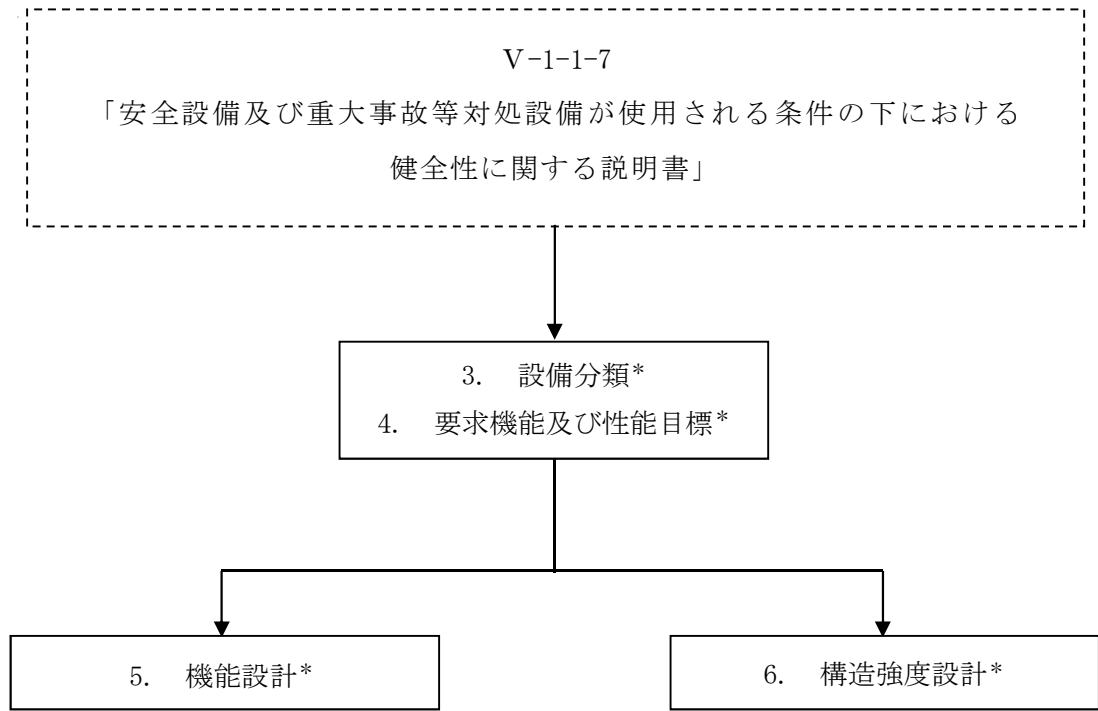 Ⅴ-1-1-7
「安全設備及び重大事故等対処設備が使用される条件の下における
健全性に関する説明書」
3. 設備分類*
4. 要求機能及び性能目標*
5. 機能設計*
6. 構造強度設計*